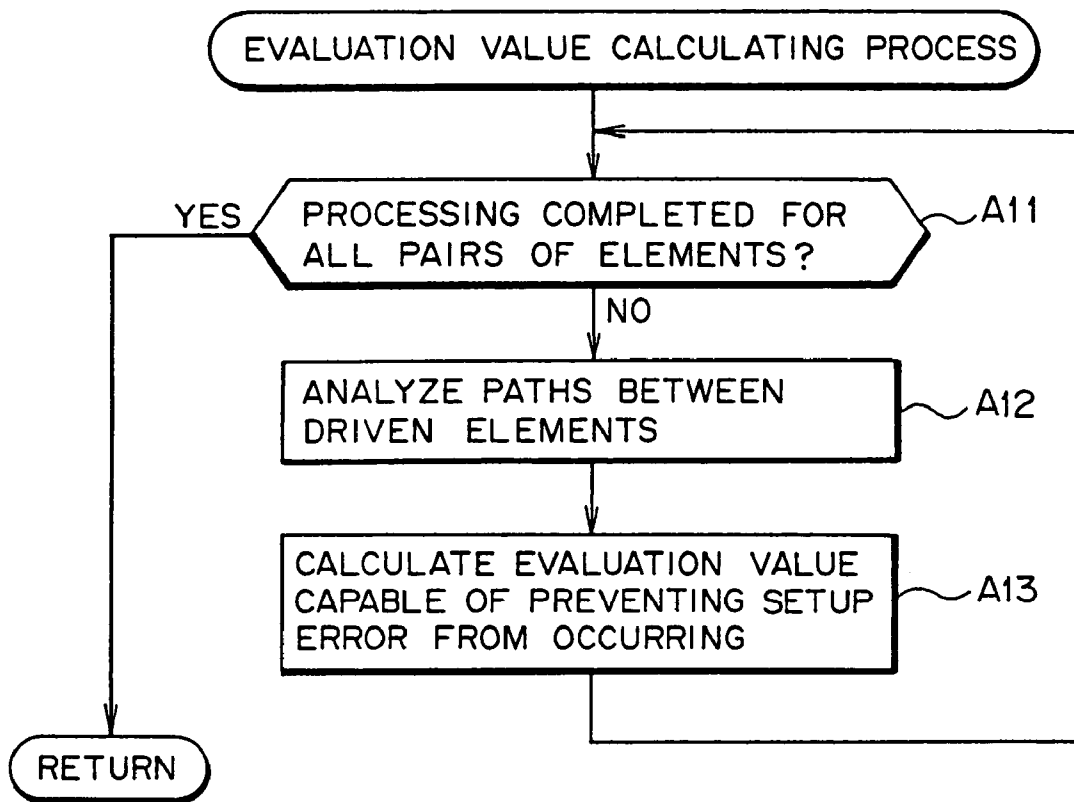 EVALUATION VALUE CALCULATING PROCESS
YES
PROCESSING COMPLETED FOR
ALL PAIRS OF ELEMENTS?
A11
NO
ANALYZE PATHS BETWEEN
DRIVEN ELEMENTS
A12
CALCULATE EVALUATION VALUE
CAPABLE OF PREVENTING SETUP
ERROR FROM OCCURRING
A13
RETURN